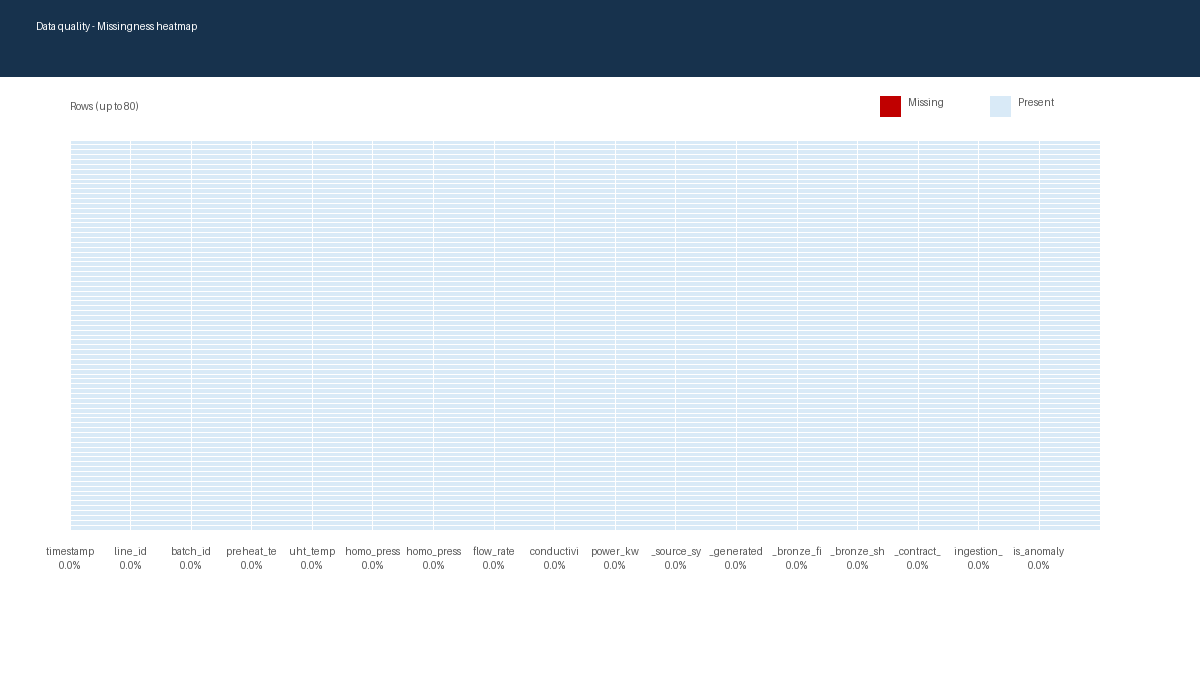 Data quality - Missingness heatmap
Rows (up to 80)
Missing
Present
timestamp line_id batch_id preheat_te uht_temp homo_press homo_press flow_rate conductivi power_kw _source_sy _generated _bronze_fi _bronze_sh _contract_ ingestion_ is_anomaly
0.0% 0.0% 0.0% 0.0% 0.0% 0.0% 0.0% 0.0% 0.0% 0.0% 0.0% 0.0% 0.0% 0.0% 0.0% 0.0% 0.0%